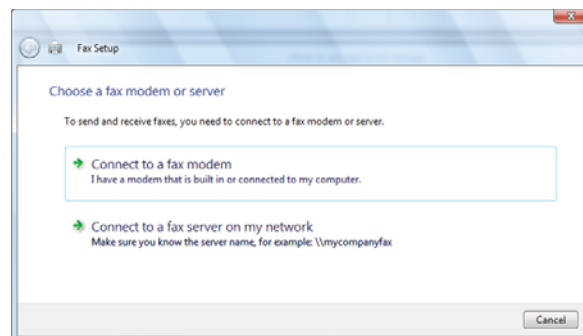 Fax Setup
Choose a fax modem or server
To send and receive faxes, you need to connect to a fax modem or server.
Connect to a fax modem
I have a modem that is built in or connected to my computer.
Connect to a fax server on my network
Make sure you know the server name, for example: \\mycompanyfax
Cancel